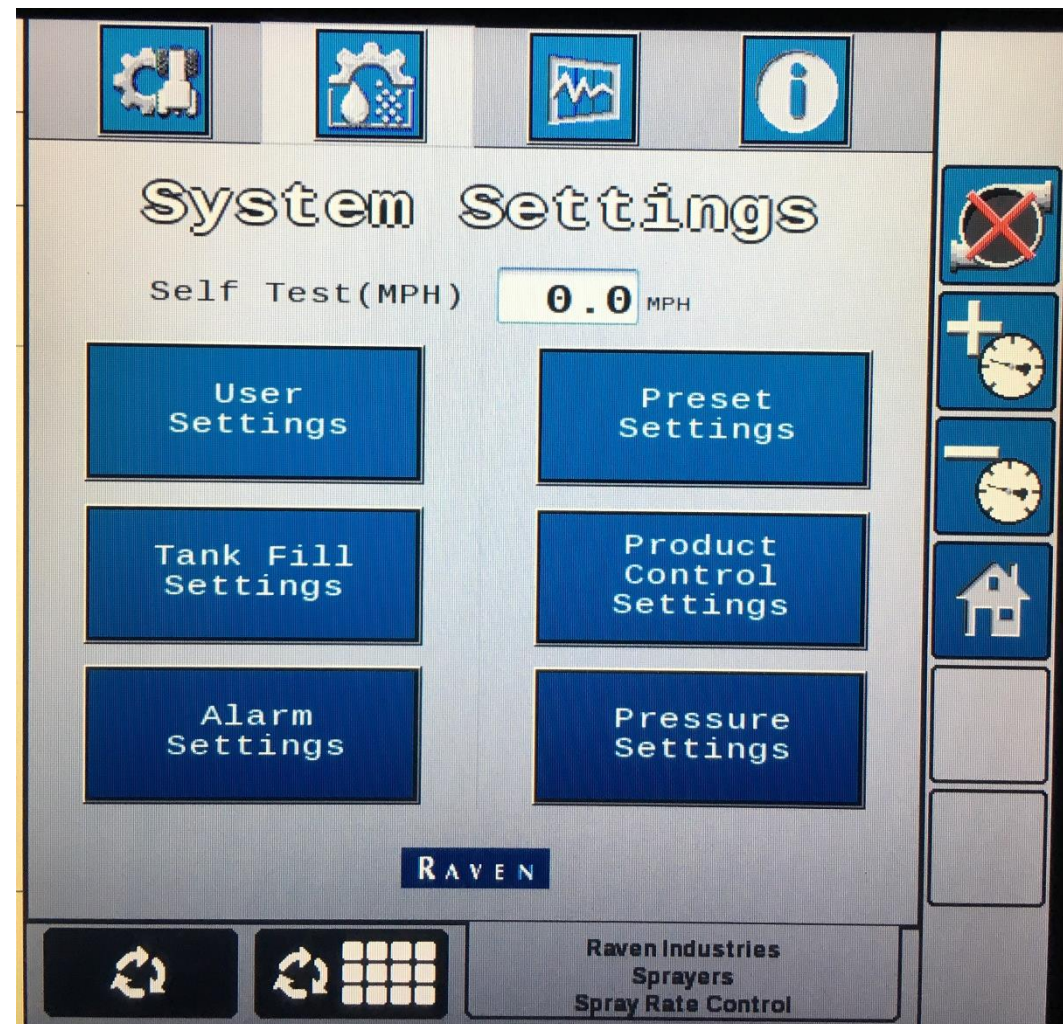 System Settings
Self Test(MPH) 0.0 MPH
User
Settings
Preset
Settings
Tank Fill
Settings
Product
Control
Settings
Alarm
Settings
Pressure
Settings
RAVEN
Raven Industries
Sprayers
Spray Rate Control